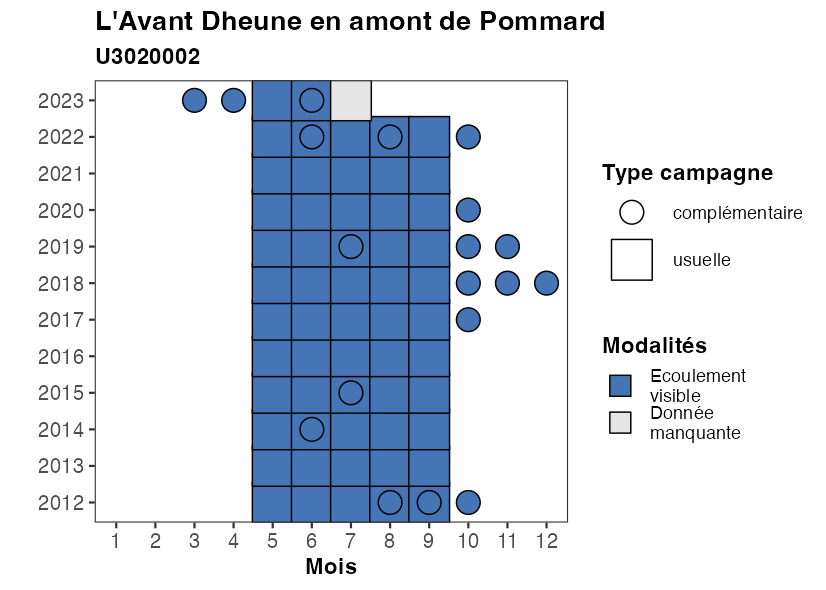 L'Avant Dheune en amont de Pommard
U3020002
2023
2022
2021
2020
2019
2018
2017
2016
2015
2014
2013
2012
1 2 3 4 5 6 7 8 9 10 11 12
Mois
Type campagne
complémentaire
usuelle
Modalités
Ecoulement
visible
Donnée
manquante